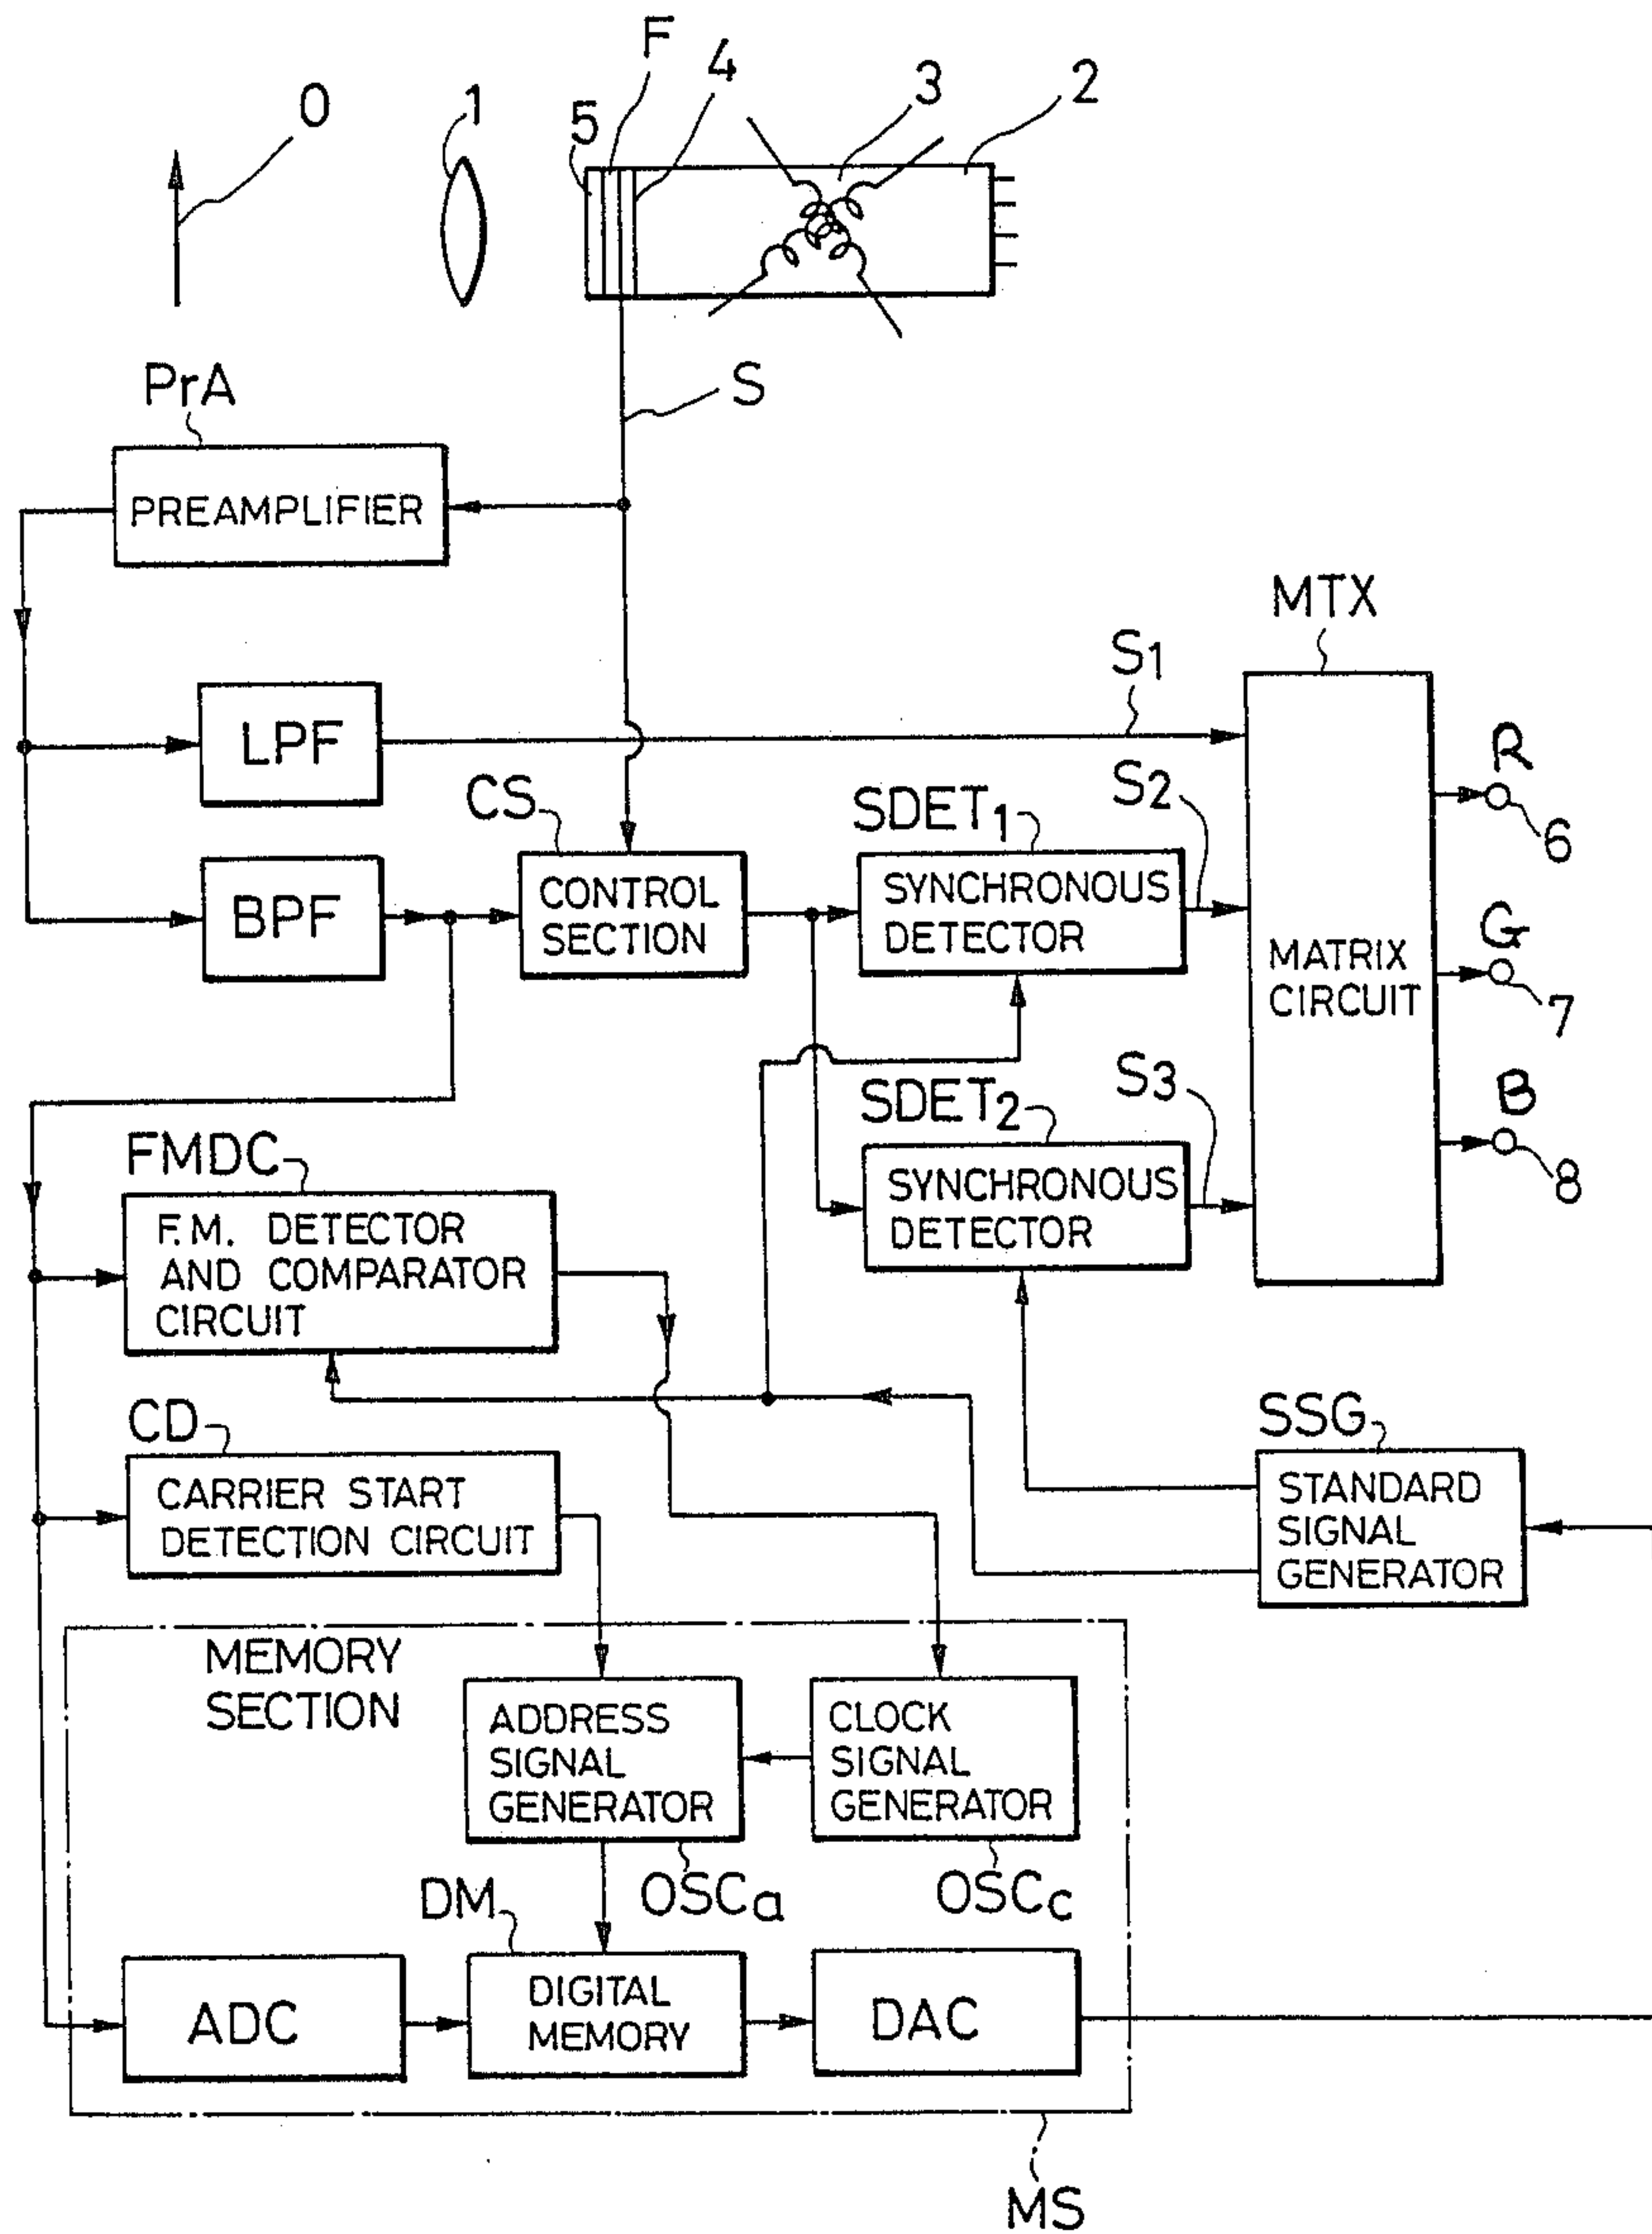 F
4
O
1
5
3
2
PrA
S
PREAMPLIFIER
MTX
S1
LPF
R
6
CS
SDET1
S2
CONTROL
SECTION
SYNCHRONOUS
DETECTOR
BPF
G
7
MATRIX
CIRCUIT
SDET2
S3
B
8
FMDC
F.M. DETECTOR
AND COMPARATOR
CIRCUIT
SYNCHRONOUS
DETECTOR
CD
SSG
CARRIER START
DETECTION CIRCUIT
STANDARD
SIGNAL
GENERATOR
MEMORY
SECTION
ADDRESS
SIGNAL
GENERATOR
CLOCK
SIGNAL
GENERATOR
DM
OSCa
OSCc
ADC
DIGITAL
MEMORY
DAC
MS